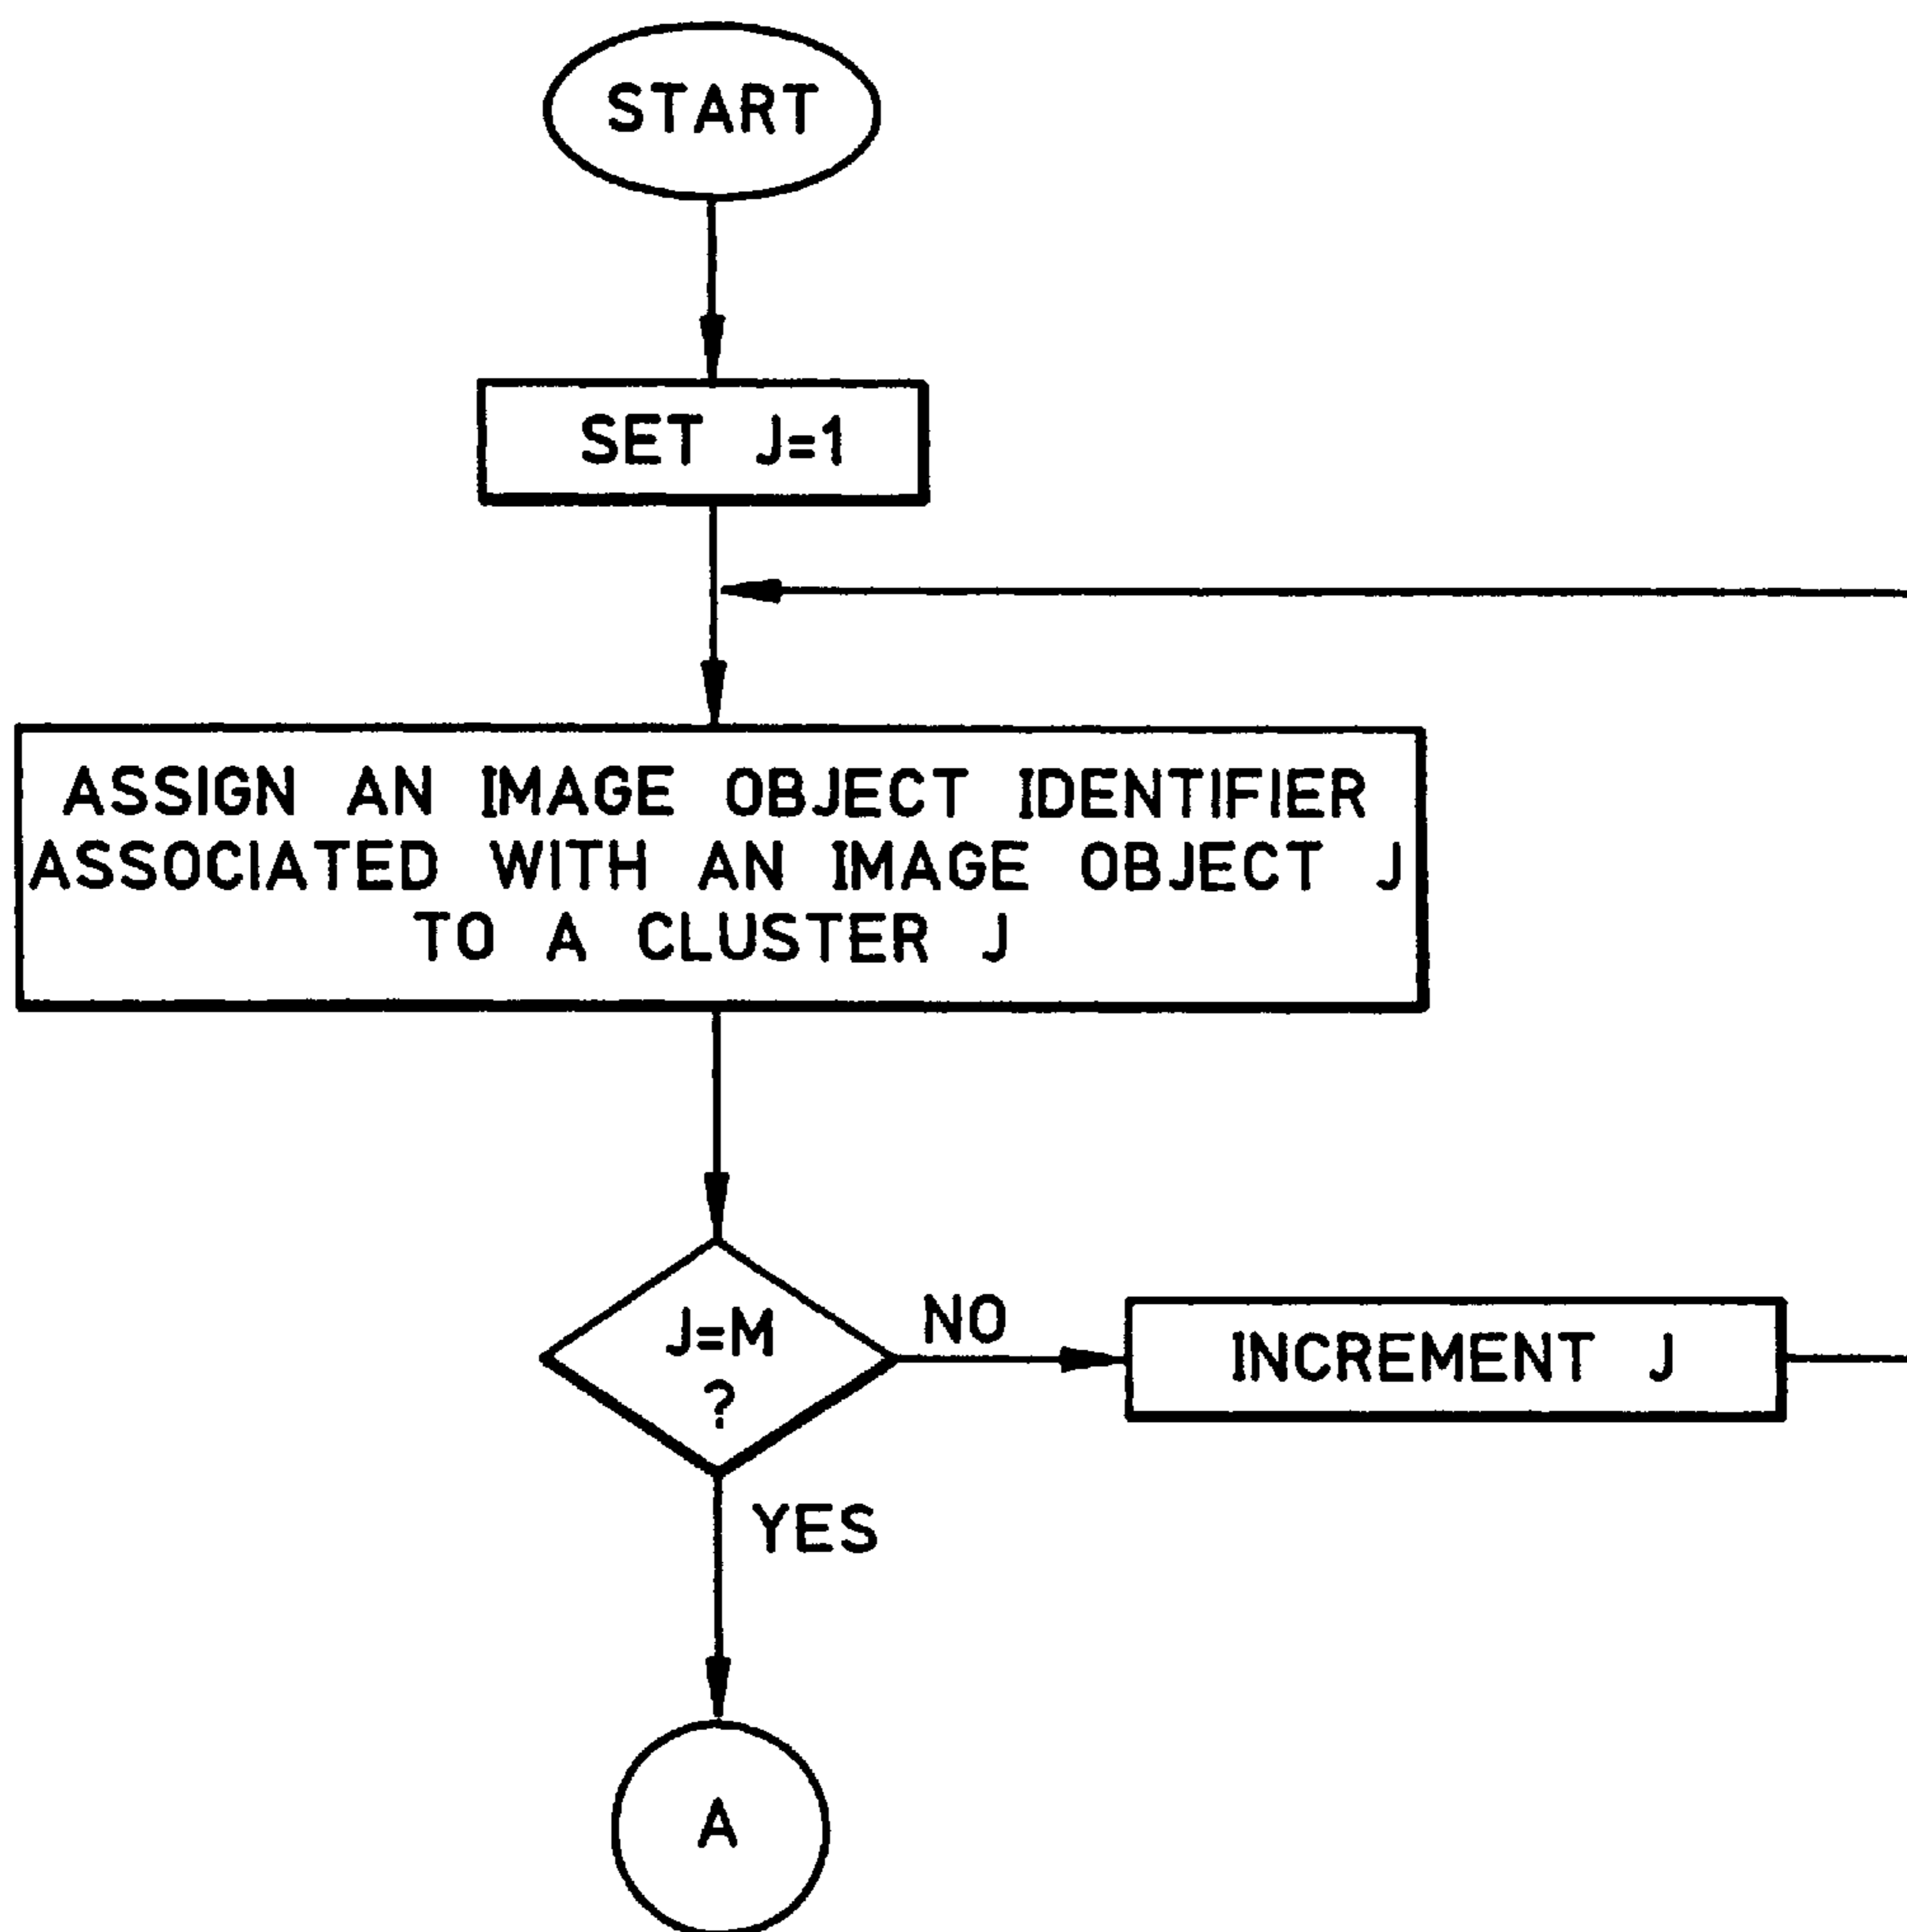 START
SET J=1
ASSIGN AN IMAGE OBJECT IDENTIFIER
ASSOCIATED WITH AN IMAGE OBJECT J
TO A CLUSTER J
J=M
?
NO
INCREMENT J
YES
A